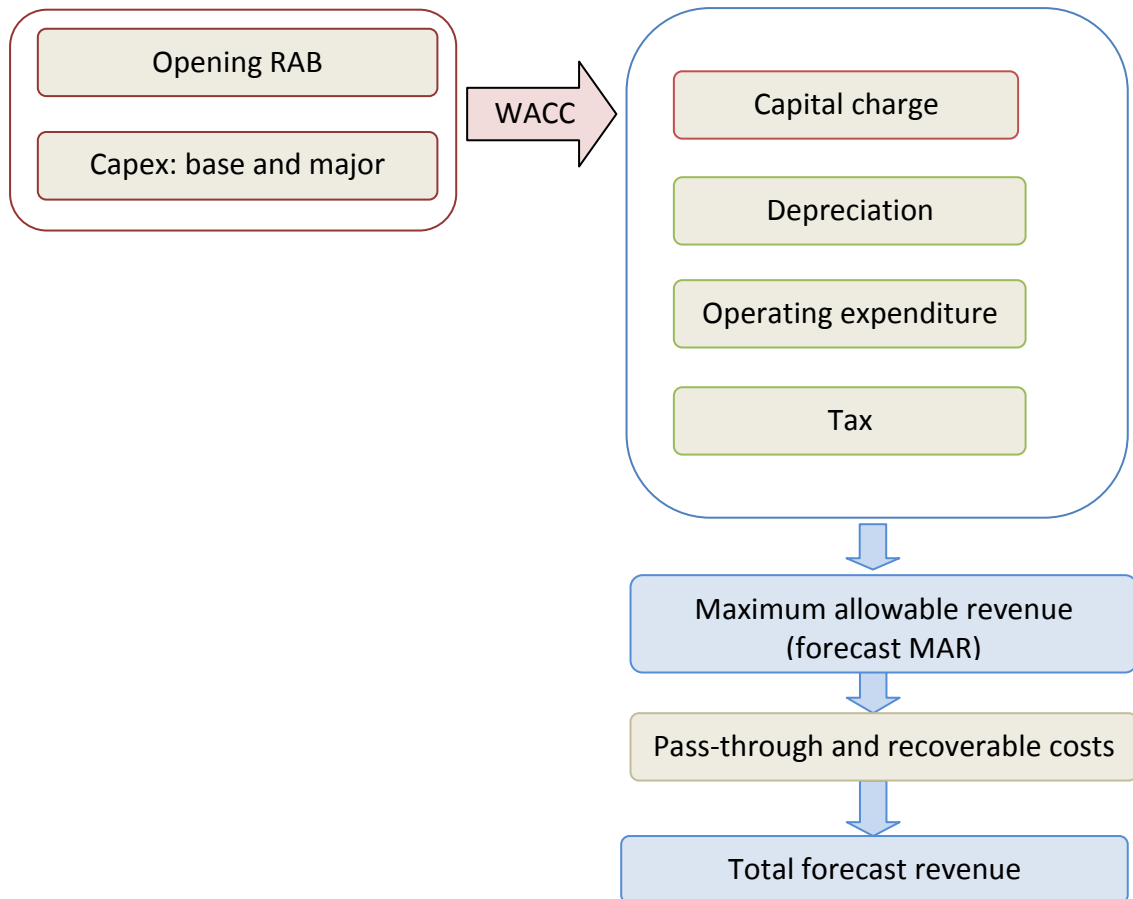 Opening RAB
Capex: base and major
WACC
Capital charge
Depreciation
Operating expenditure
Tax
Maximum allowable revenue
(forecast MAR)
Pass-through and recoverable costs
Total forecast revenue